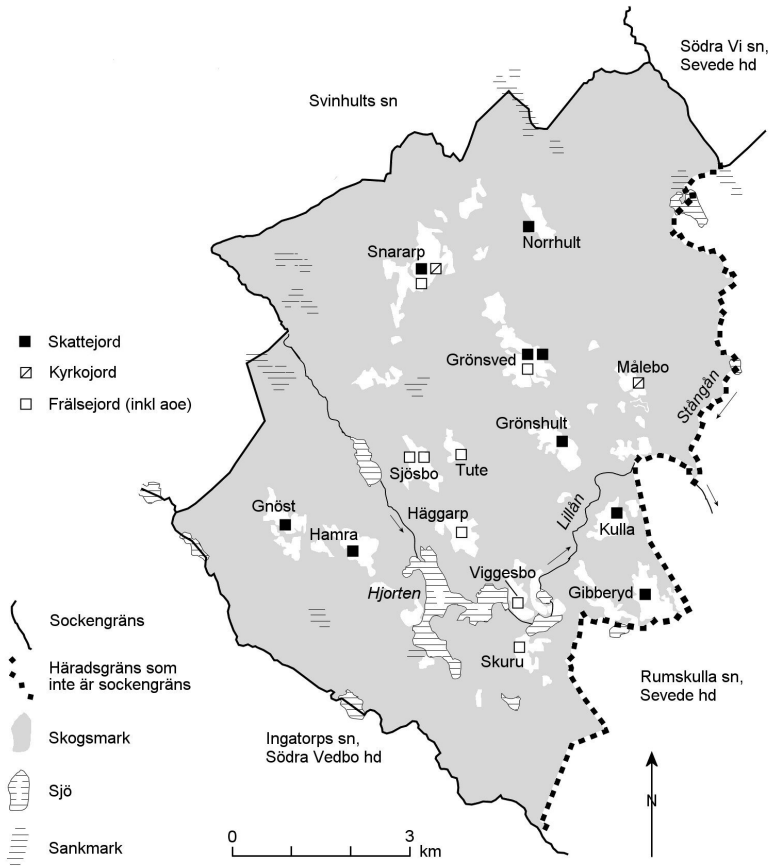 Södra Vi sn,
Sevede hd
Svinhults sn
Norrhult
Snararp
Skattejord
Kyrkojord
Frälsejord (inkl aoe)
Grönsved
Målebo
Stångån
Grönshult
Sjösbo
Tute
Gnöst
Hamra
Häggarp
Lillån
Kulla
Viggesbo
Hjorten
Gibberyd
Skuru
Sockengräns
Häradsgräns som
inte är sockengräns
Skogsmark
Sjö
Sankmark
Rumskulla sn,
Sevede hd
Ingatorps sn,
Södra Vedbo hd
N
0 3
km